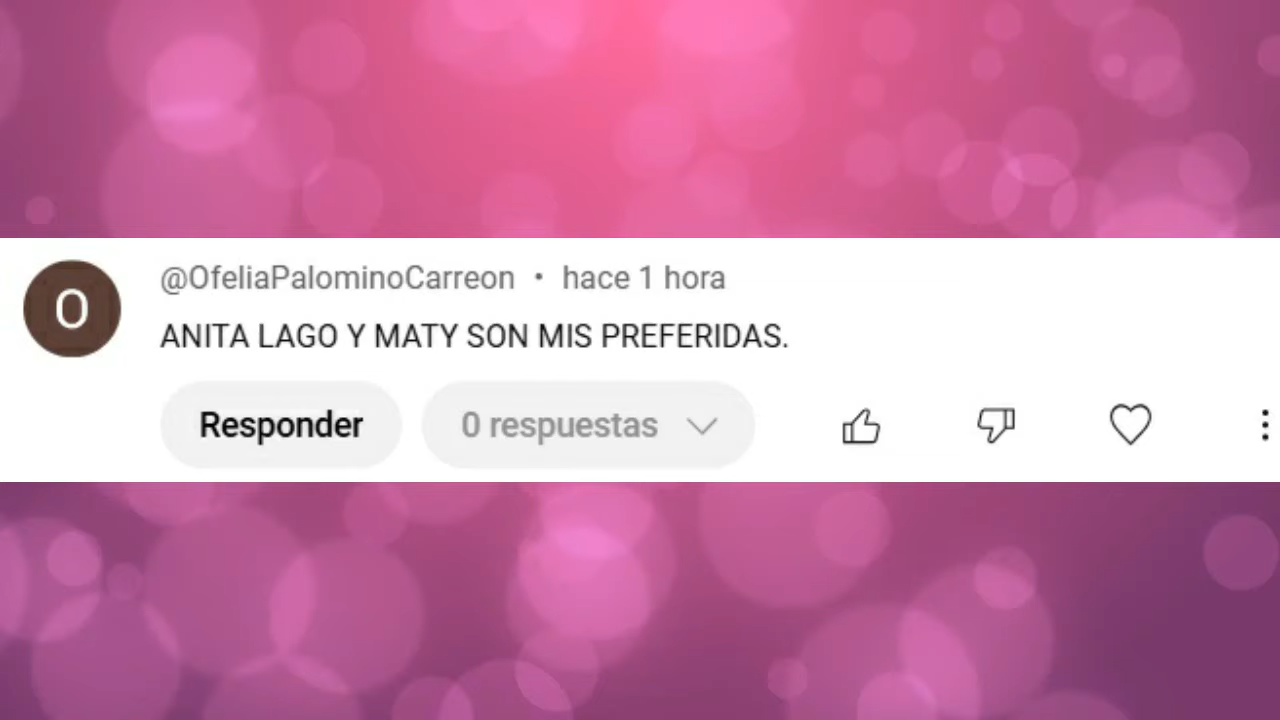 O
@OfeliaPalominoCarreon • hace 1 hora
ANITA LAGO Y MATY SON MIS PREFERIDAS.
Responder 0 respuestas